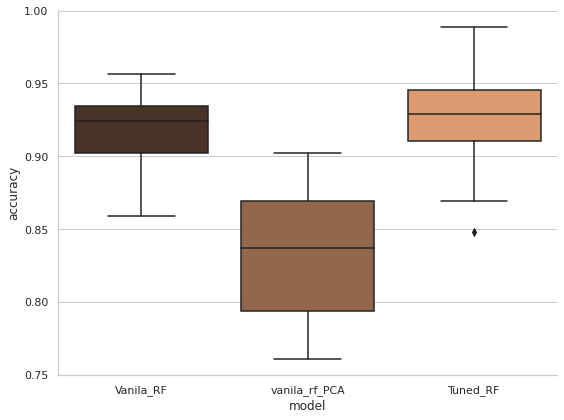 1.00
0.95
0.90
0.85
0.80
0.75
accuracy
Vanila_RF
vanila_rf_PCA
Tuned_RF
model